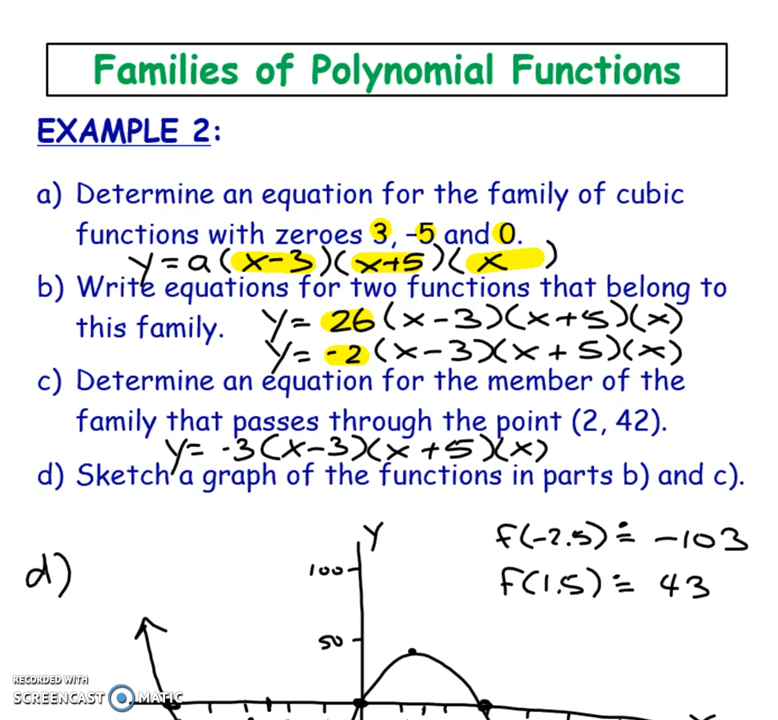 Families of Polynomial Functions
EXAMPLE 2:
a) Determine an equation for the family of cubic
functions with zeroes 3, -5 and 0.
y = a(x-3)(x+5)(x )
b) Write equations for two functions that belong to
this family. y = 26(x-3)(x+5)(x)
y = -2(x-3)(x+5)(x)
c) Determine an equation for the member of the
family that passes through the point (2, 42).
y = -3(x-3)(x+5)(x)
d) Sketch a graph of the functions in parts b) and c).
y
f(-2.5) ≐ -103
d)
100
f(1.5) ≐ 43
50
RECORDED WITH
SCREENCAST MATIC
x